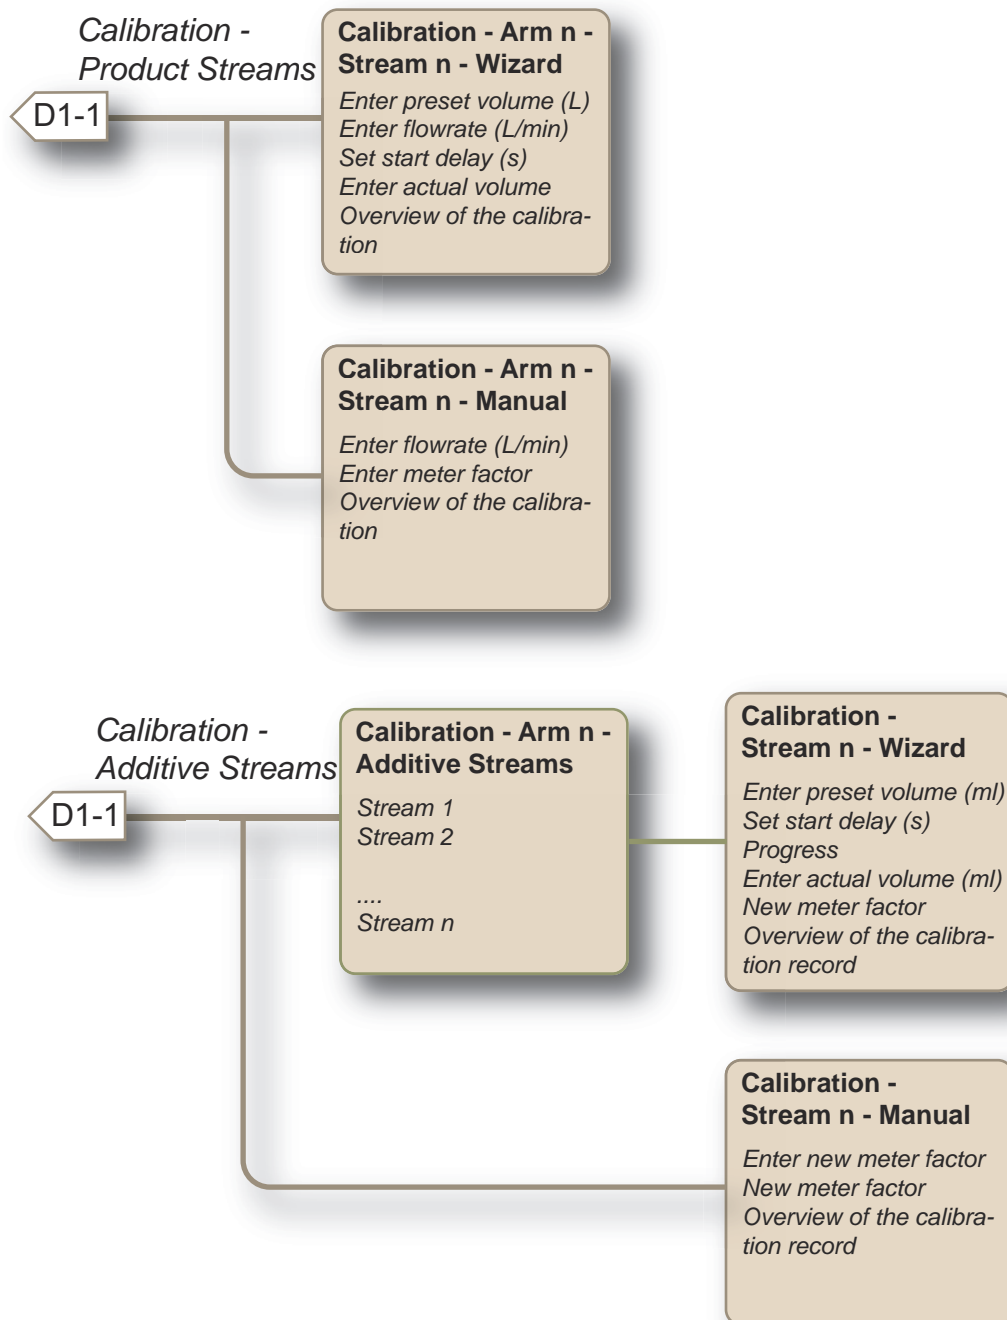 Calibration -
Product Streams
D1-1
Calibration - Arm n -
Stream n - Wizard
Enter preset volume (L)
Enter flowrate (L/min)
Set start delay (s)
Enter actual volume
Overview of the calibra-
tion
Calibration - Arm n -
Stream n - Manual
Enter flowrate (L/min)
Enter meter factor
Overview of the calibra-
tion
Calibration -
Additive Streams
D1-1
Calibration - Arm n -
Additive Streams
Stream 1
Stream 2
....
Stream n
Calibration -
Stream n - Wizard
Enter preset volume (ml)
Set start delay (s)
Progress
Enter actual volume (ml)
New meter factor
Overview of the calibra-
tion record
Calibration -
Stream n - Manual
Enter new meter factor
New meter factor
Overview of the calibra-
tion record